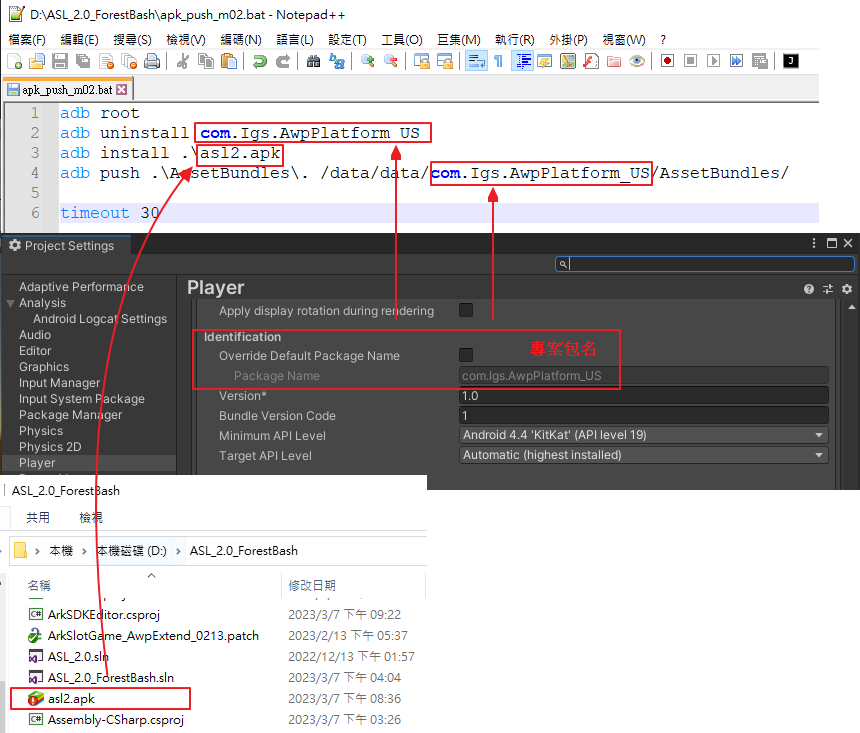 D:\ASL_2.0_ForestBash\apk_push_m02.bat - Notepad++
檔案(F) 編輯(E) 搜尋(S) 檢視(V) 編碼(N) 語言(L) 設定(T) 工具(O) 巨集(M) 執行(R) 外掛(P) 視窗(W) ?
J
apk_push_m02.bat
1 adb root
2 adb uninstall com.Igs.AwpPlatform_US
3 adb install .\asl2.apk
4 adb push .\AssetBundles\. /data/data/com.Igs.AwpPlatform_US/AssetBundles/
5
6 timeout 30
Project Settings
Adaptive Performance
Analysis
Android Logcat Settings
Audio
Editor
Graphics
Input Manager
Input System Package
Package Manager
Physics
Physics 2D
Player
Player
Apply display rotation during rendering
Identification
Override Default Package Name
專案包名
Package Name com.Igs.AwpPlatform_US
Version* 1.0
Bundle Version Code 1
Minimum API Level Android 4.4 'KitKat' (API level 19)
Target API Level Automatic (highest installed)
ASL_2.0_ForestBash
共用 檢視
本機 > 本機磁碟 (D:) > ASL_2.0_ForestBash
名稱 修改日期
ArkSDKEditor.csproj 2023/3/7 下午 09:22
ArkSlotGame_AwpExtend_0213.patch 2023/2/13 下午 05:37
ASL_2.0.sln 2022/12/13 下午 01:57
ASL_2.0_ForestBash.sln 2023/3/7 下午 04:04
asl2.apk 2023/3/7 下午 08:36
Assembly-CSharp.csproj 2023/3/7 下午 03:26